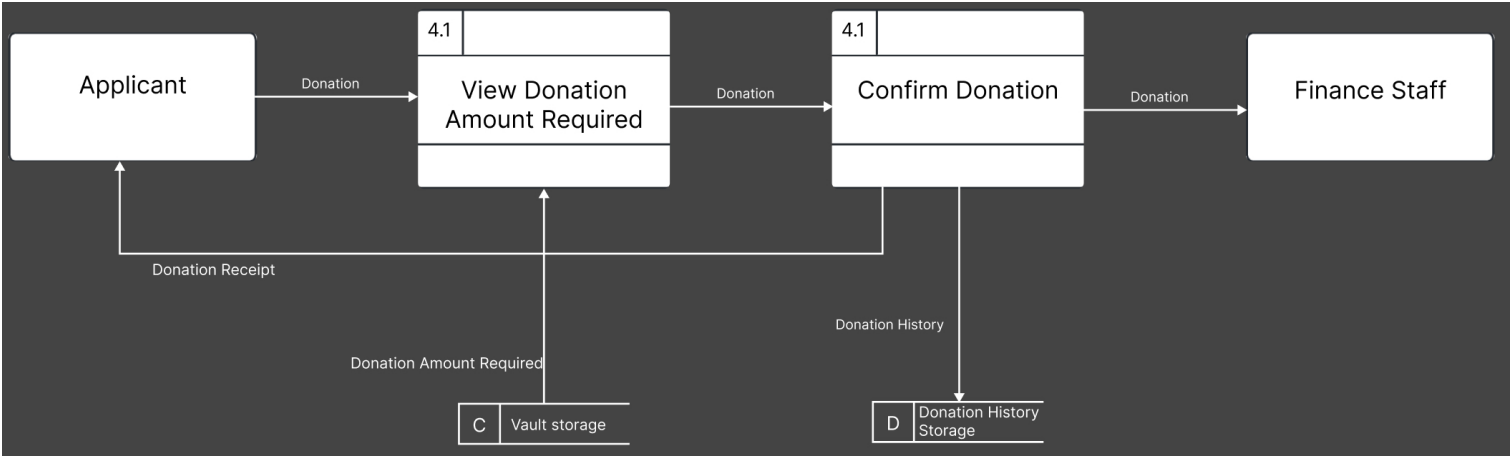 4.1
4.1
Applicant
Donation
View Donation
Amount Required
Donation
Confirm Donation
Donation
Finance Staff
Donation Receipt
Donation History
Donation Amount Required
C
Vault storage
D
Donation History
Storage